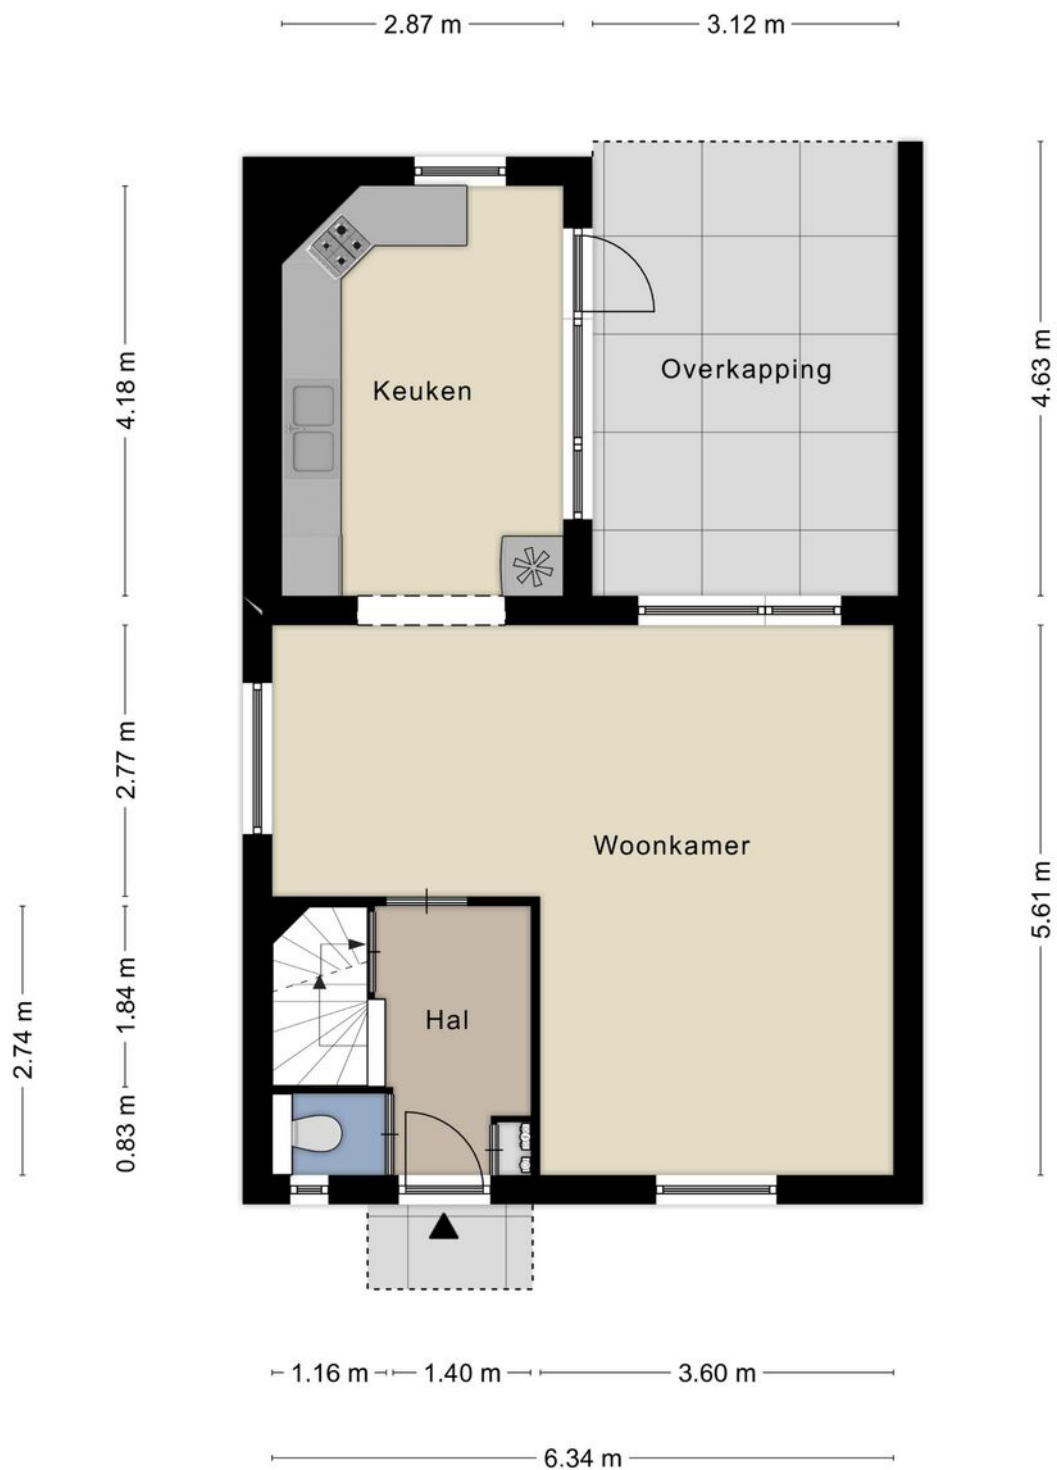 2.87 m
3.12 m
4.18 m
Keuken
Overkapping
4.63 m
2.77 m
Woonkamer
5.61 m
2.74 m
1.84 m
Hal
0.83 m
1.16 m
1.40 m
3.60 m
6.34 m